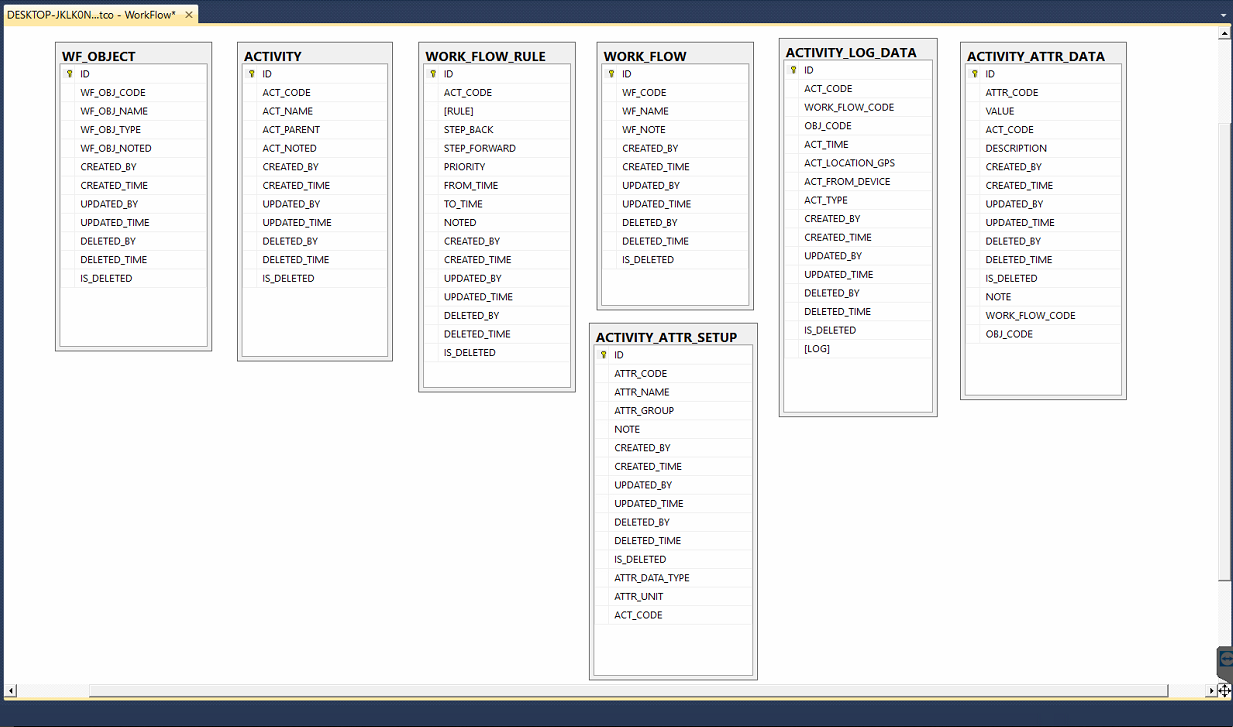 DESKTOP-JKLK0N...tco - WorkFlow*
WF_OBJECT
ID
WF_OBJ_CODE
WF_OBJ_NAME
WF_OBJ_TYPE
WF_OBJ_NOTED
CREATED_BY
CREATED_TIME
UPDATED_BY
UPDATED_TIME
DELETED_BY
DELETED_TIME
IS_DELETED
ACTIVITY
ID
ACT_CODE
ACT_NAME
ACT_PARENT
ACT_NOTED
CREATED_BY
CREATED_TIME
UPDATED_BY
UPDATED_TIME
DELETED_BY
DELETED_TIME
IS_DELETED
WORK_FLOW_RULE
ID
ACT_CODE
[RULE]
STEP_BACK
STEP_FORWARD
PRIORITY
FROM_TIME
TO_TIME
NOTED
CREATED_BY
CREATED_TIME
UPDATED_BY
UPDATED_TIME
DELETED_BY
DELETED_TIME
IS_DELETED
WORK_FLOW
ID
WF_CODE
WF_NAME
WF_NOTE
CREATED_BY
CREATED_TIME
UPDATED_BY
UPDATED_TIME
DELETED_BY
DELETED_TIME
IS_DELETED
ACTIVITY_ATTR_SETUP
ID
ATTR_CODE
ATTR_NAME
ATTR_GROUP
NOTE
CREATED_BY
CREATED_TIME
UPDATED_BY
UPDATED_TIME
DELETED_BY
DELETED_TIME
IS_DELETED
ATTR_DATA_TYPE
ATTR_UNIT
ACT_CODE
ACTIVITY_LOG_DATA
ID
ACT_CODE
WORK_FLOW_CODE
OBJ_CODE
ACT_TIME
ACT_LOCATION_GPS
ACT_FROM_DEVICE
ACT_TYPE
CREATED_BY
CREATED_TIME
UPDATED_BY
UPDATED_TIME
DELETED_BY
DELETED_TIME
IS_DELETED
[LOG]
ACTIVITY_ATTR_DATA
ID
ATTR_CODE
VALUE
ACT_CODE
DESCRIPTION
CREATED_BY
CREATED_TIME
UPDATED_BY
UPDATED_TIME
DELETED_BY
DELETED_TIME
IS_DELETED
NOTE
WORK_FLOW_CODE
OBJ_CODE